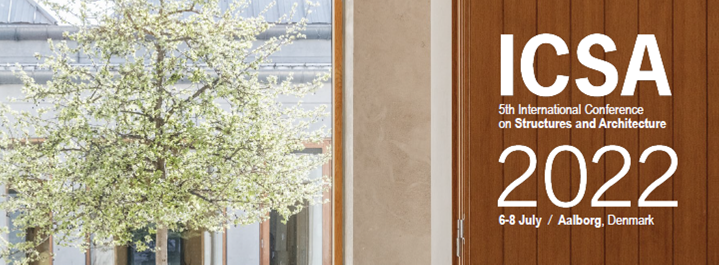 ICSA
5th International Conference
on Structures and Architecture
2022
6-8 July / Aalborg, Denmark